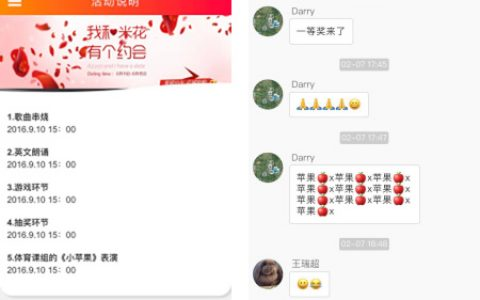 活动说明
我和米花
有个约会
1.歌曲串烧
2016.9.10 15：00
2.英文朗诵
2016.9.10 15：00
3.游戏环节
2016.9.10 15：00
4.抽奖环节
2016.9.10 15：00
5.体育课组的《小苹果》表演
2016.9.10 15：00
Darry
一等奖来了
02-07 17:45
Darry
🙏🙏🙏🙏😀
02-07 17:47
Darry
苹果🍎x苹果🍎x苹果🍎x
苹果🍎x苹果🍎x苹果🍎x
苹果🍎x苹果🍎x苹果🍎x
苹果🍎x
02-07 16:46
王瑞超
😀😂